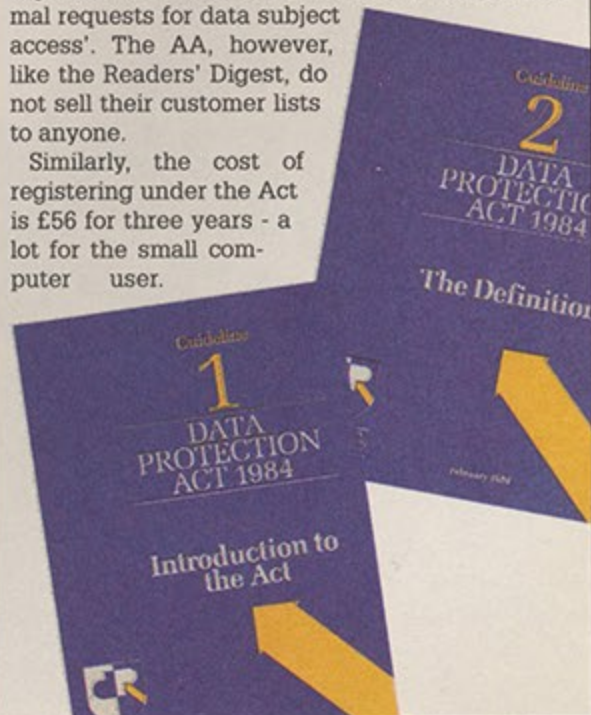 mal requests for data subject
access'. The AA, however,
like the Readers' Digest, do
not sell their customer lists
to anyone.
Similarly, the cost of
registering under the Act
is £56 for three years - a
lot for the small com-
puter user.
Guideline
2
DATA
PROTECTIO
ACT 1984
The Definition
Guideline
1
DATA
PROTECTION
ACT 1984
Introduction to
the Act